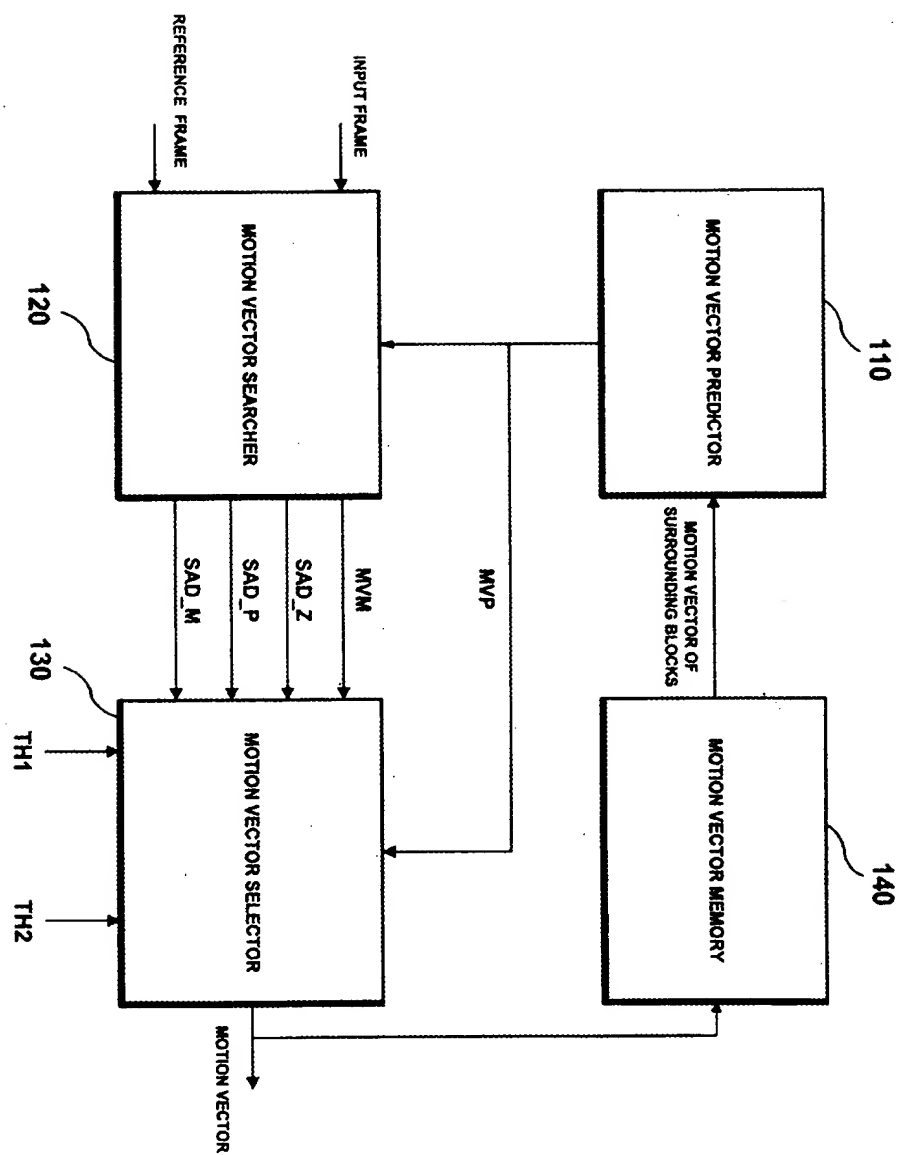 110
140
MOTION VECTOR PREDICTOR
MOTION VECTOR OF
SURROUNDING BLOCKS
MOTION VECTOR MEMORY
MVP
INPUT FRAME
REFERENCE FRAME
MOTION VECTOR SEARCHER
120
MVM
SAD_Z
SAD_P
SAD_M
130
MOTION VECTOR SELECTOR
MOTION VECTOR
TH1
TH2